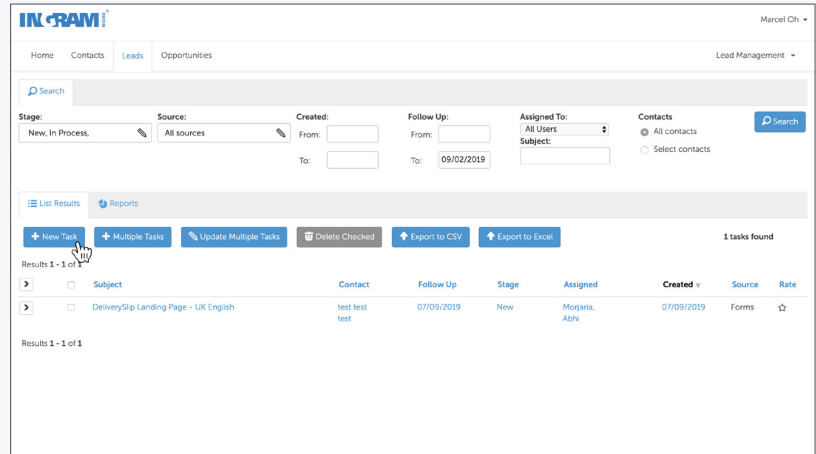 INGRAM MICRO
Marcel Oh
Home Contacts Leads Opportunities Lead Management
Search
Stage: Source: Created: Follow Up: Assigned To: Contacts
New, In Process, All sources From: From: All Users All contacts Search
Subject:
Select contacts
To: To: 09/02/2019
List Results Reports
New Task Multiple Tasks Update Multiple Tasks Delete Checked Export to CSV Export to Excel 1 tasks found
Results 1 - 1 of 1
Subject Contact Follow Up Stage Assigned Created Source Rate
DeliverySlip Landing Page - UK English test test 07/09/2019 New Morjaria, 07/09/2019 Forms
test Abhi
Results 1 - 1 of 1